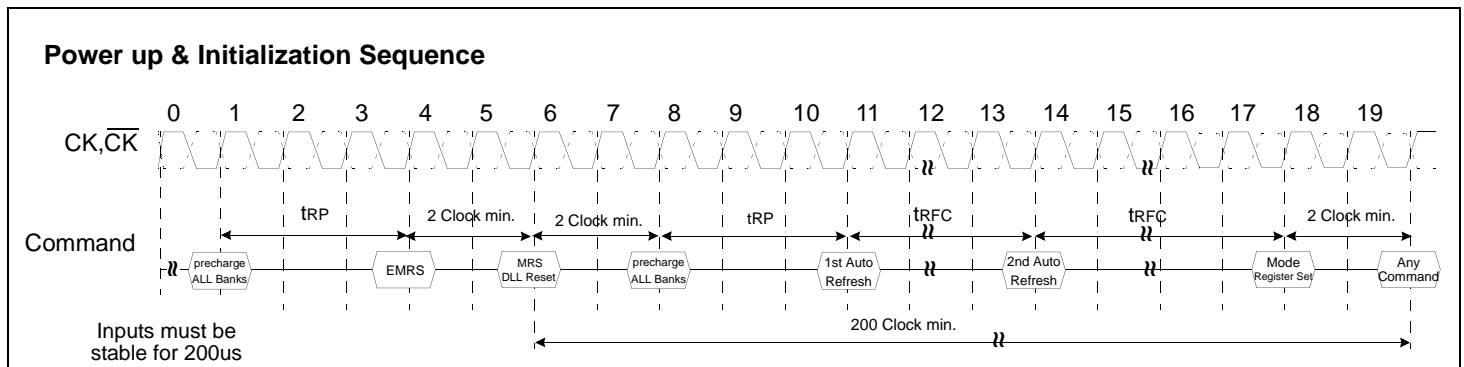 Power up & Initialization Sequence
0 1 2 3 4 5 6 7 8 9 10 11 12 13 14 15 16 17 18 19
CK,CK
tRP 2 Clock min. 2 Clock min. tRP tRFC tRFC 2 Clock min.
Command
precharge
ALL Banks
EMRS
MRS
DLL Reset
precharge
ALL Banks
1st Auto
Refresh
2nd Auto
Refresh
Mode
Register Set
Any
Command
200 Clock min.
Inputs must be
stable for 200us